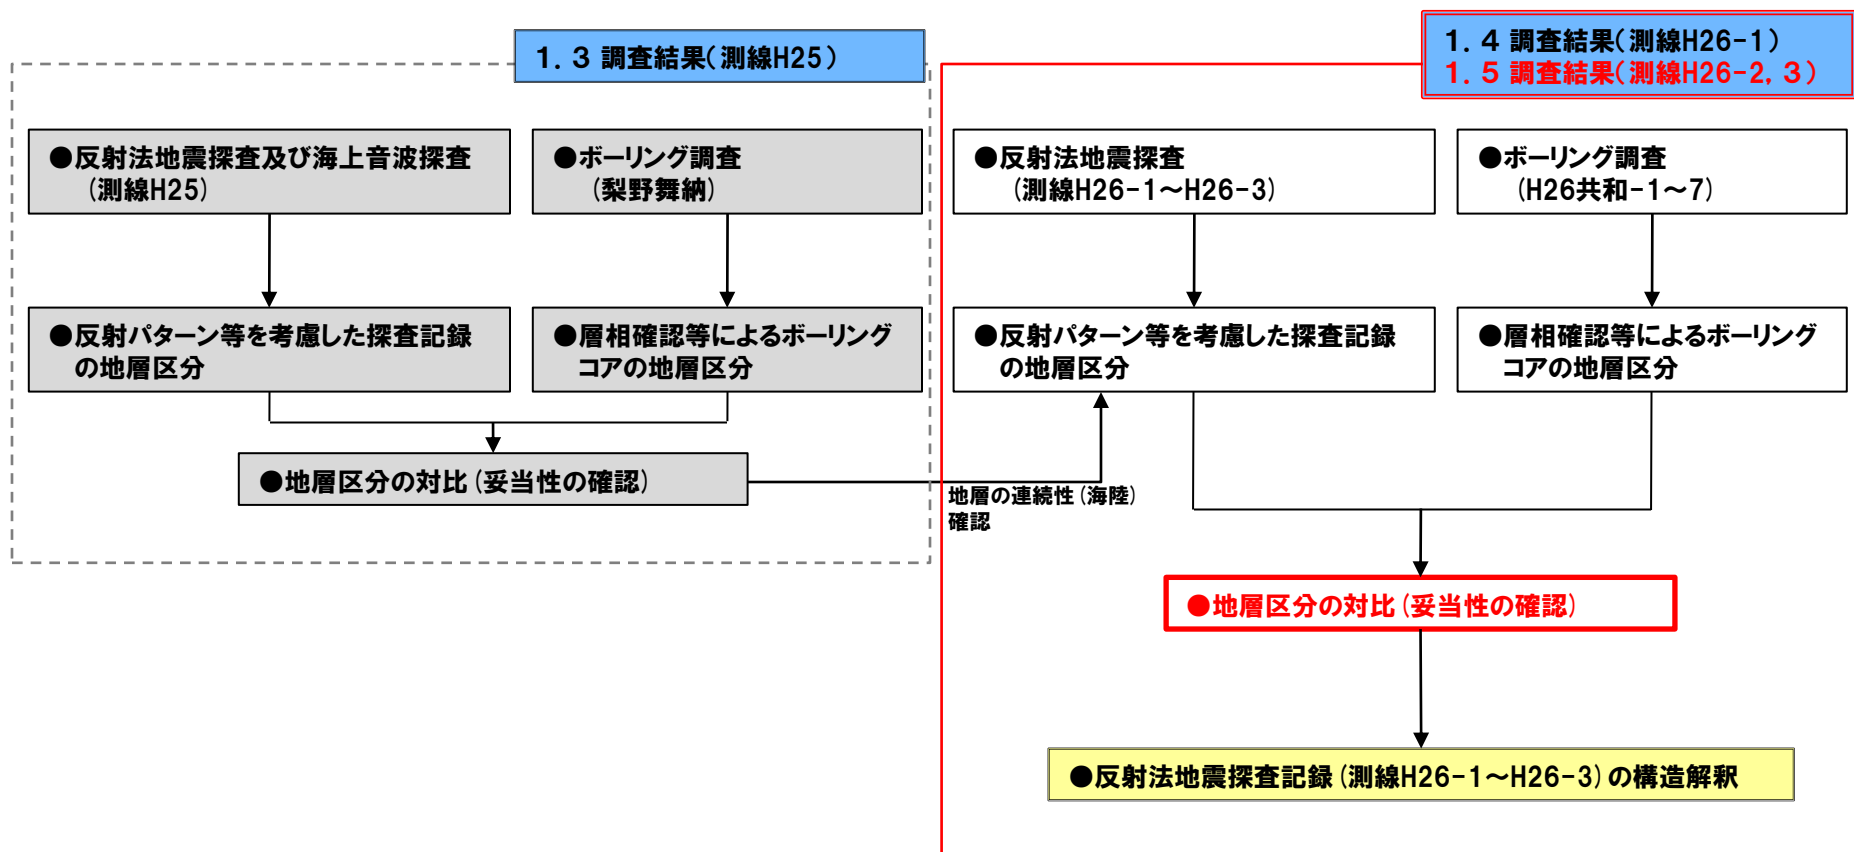 １．３ 調査結果（測線H25）
●反射法地震探査及び海上音波探査
（測線H25）
●ボーリング調査
（梨野舞納）
●反射パターン等を考慮した探査記録
の地層区分
●層相確認等によるボーリング
コアの地層区分
●地層区分の対比（妥当性の確認）
地層の連続性（海陸）
確認
１．４ 調査結果（測線H26-1）
１．５ 調査結果（測線H26-2，３）
●反射法地震探査
（測線H26-1～H26-3）
●ボーリング調査
（H26共和-1～7）
●反射パターン等を考慮した探査記録
の地層区分
●層相確認等によるボーリング
コアの地層区分
●地層区分の対比（妥当性の確認）
●反射法地震探査記録（測線H26-1～H26-3）の構造解釈